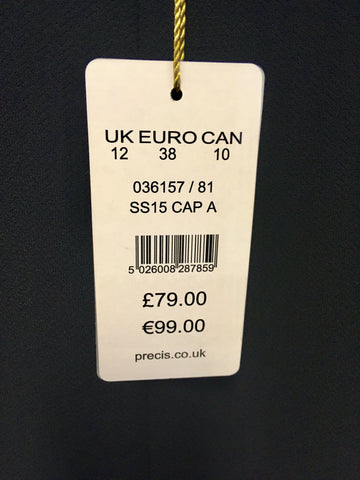 UK EURO CAN
12 38 10
036157 / 81
SS15 CAP A
5 026008 287859
£79.00
€99.00
precis.co.uk